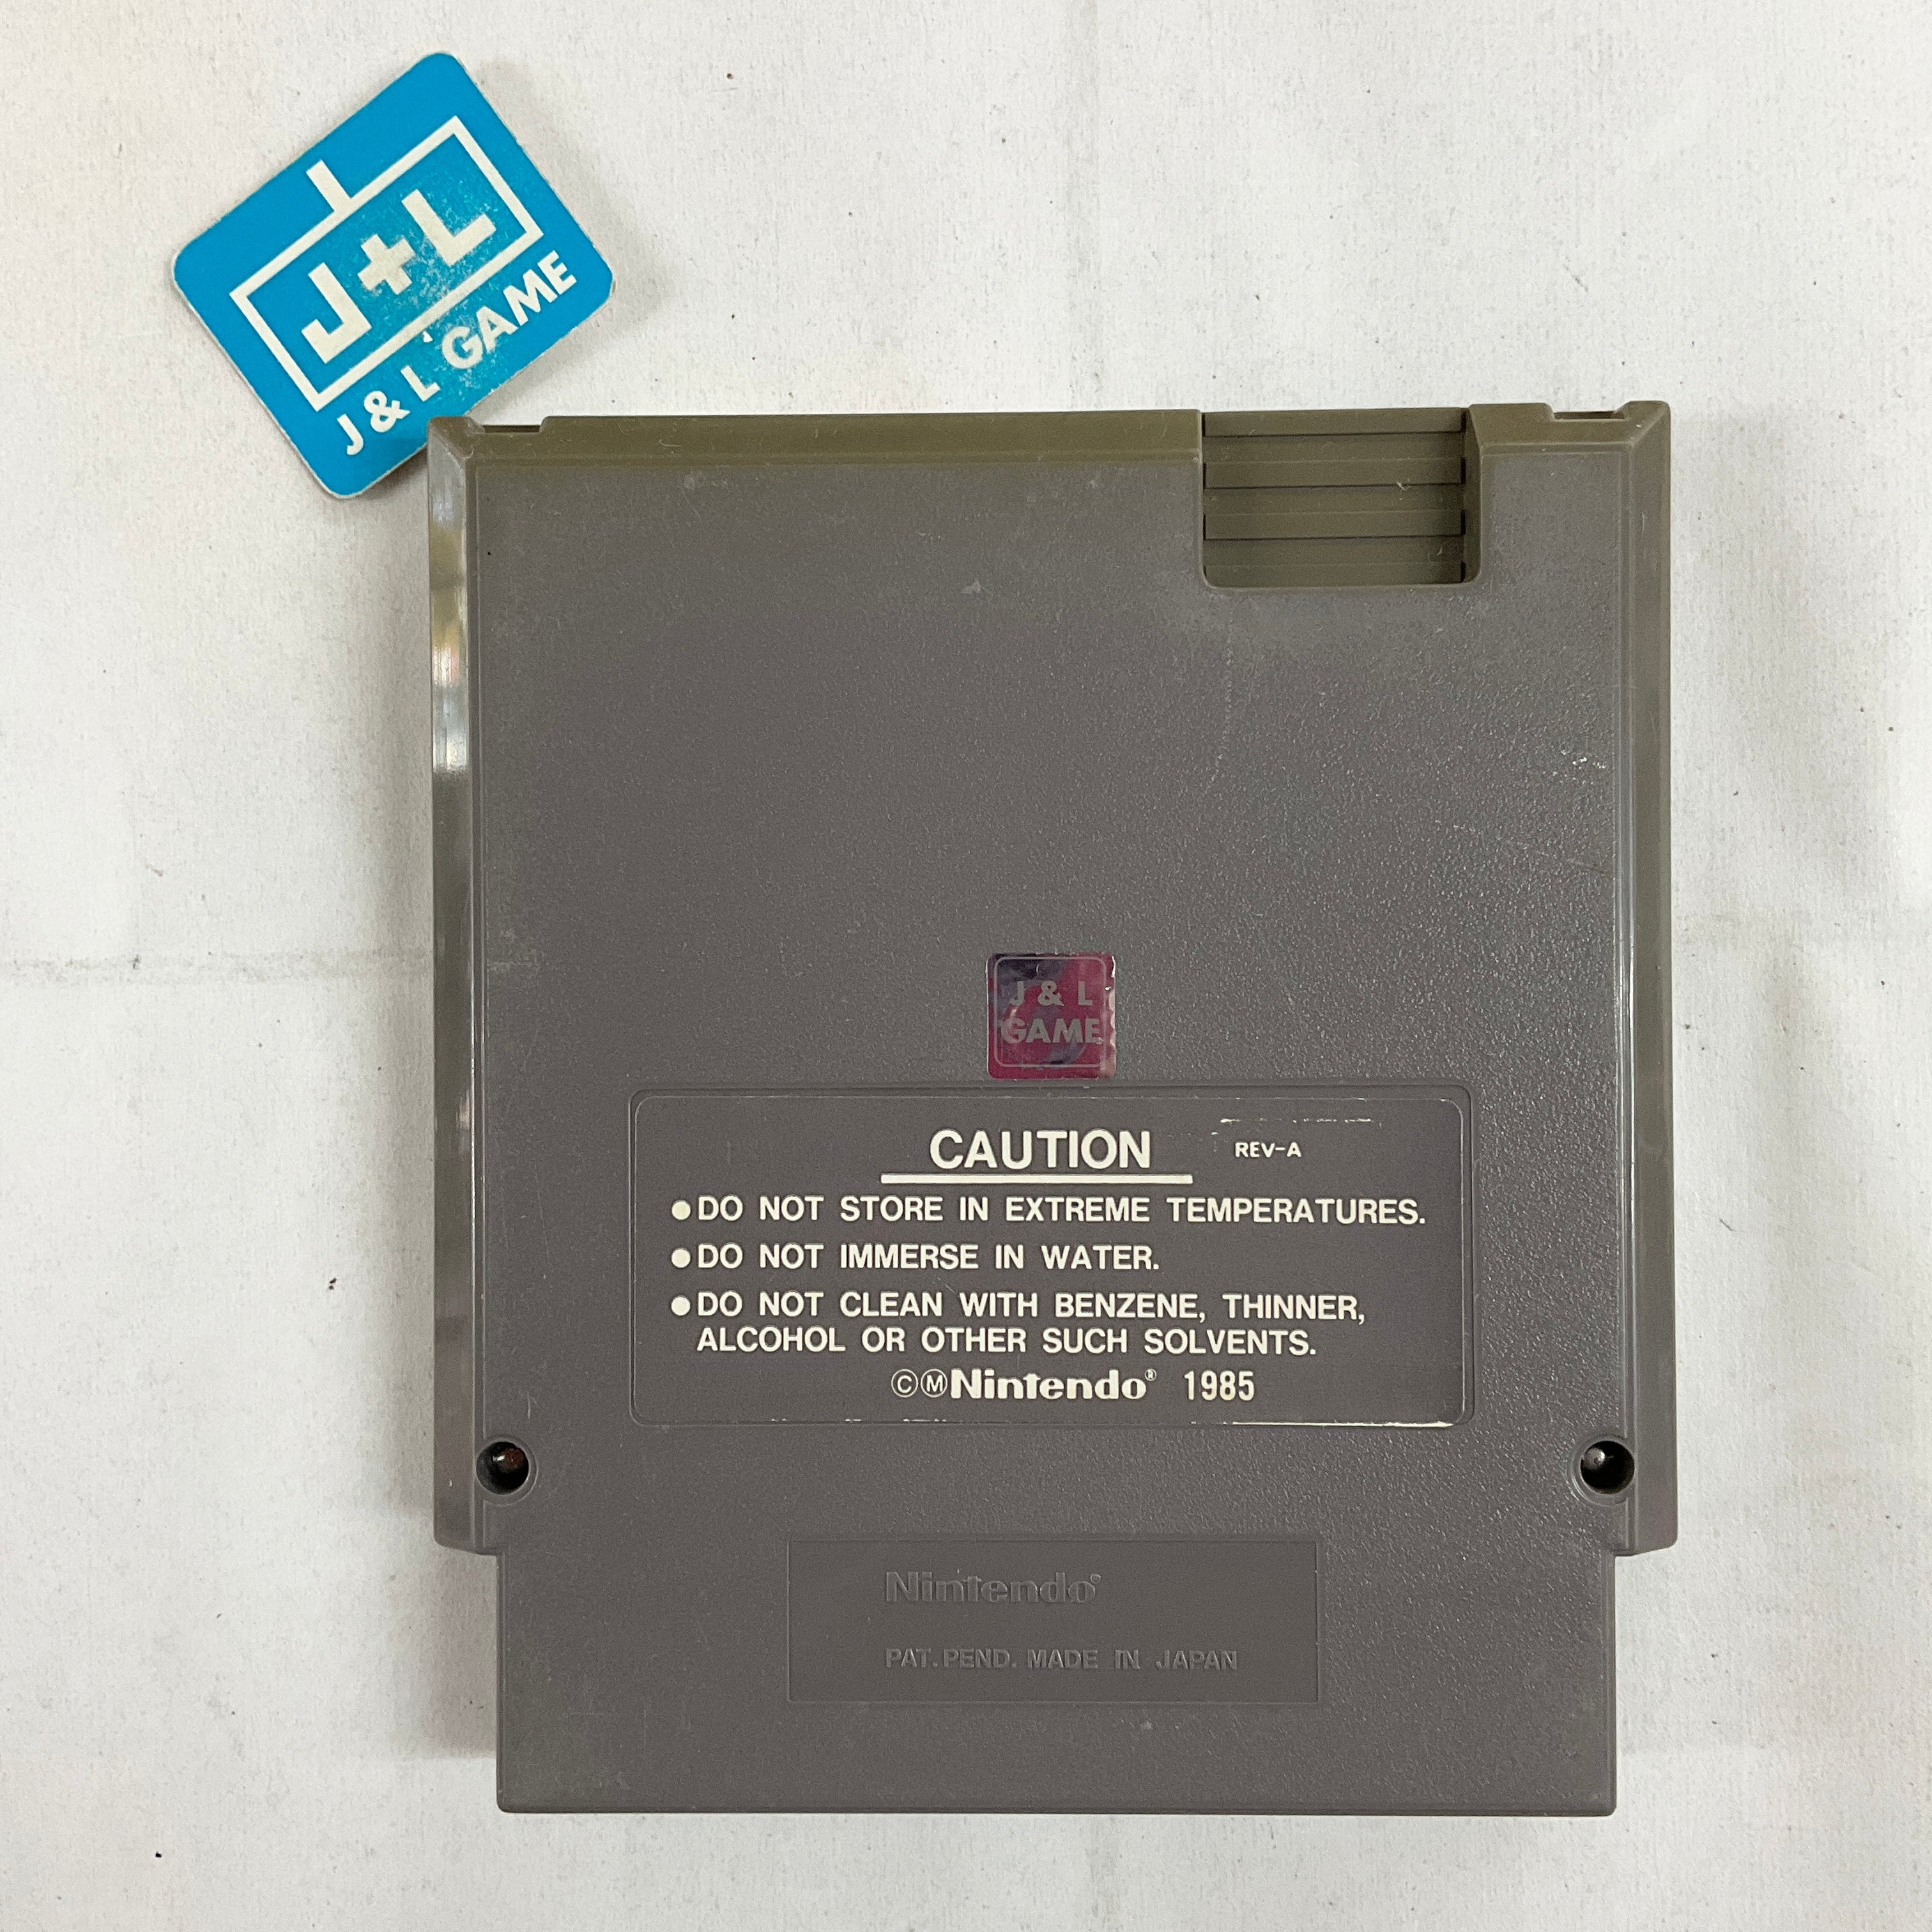 J+L
J & L GAME
J & L
GAME
CAUTION REV-A
●DO NOT STORE IN EXTREME TEMPERATURES.
●DO NOT IMMERSE IN WATER.
●DO NOT CLEAN WITH BENZENE, THINNER,
ALCOHOL OR OTHER SUCH SOLVENTS.
©ⓂNintendo® 1985
Nintendo®
PAT. PEND. MADE IN JAPAN